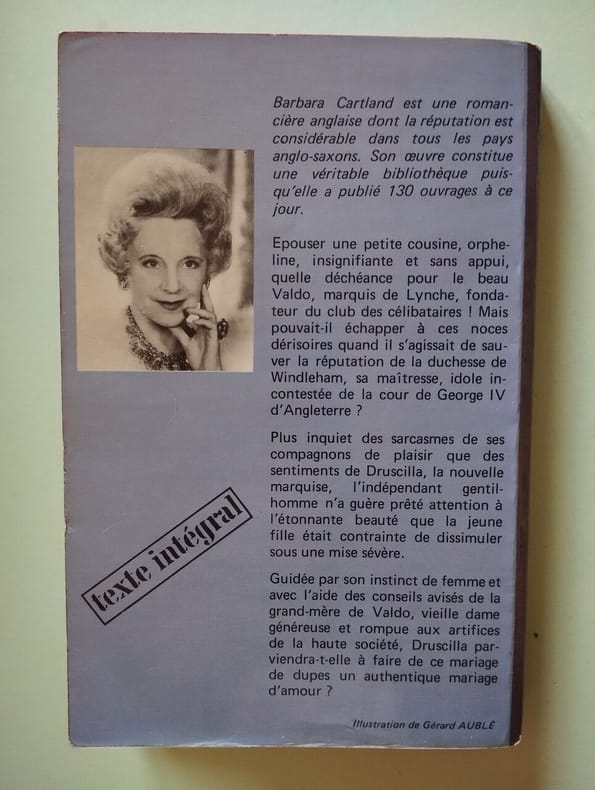 Barbara Cartland est une roman-
cière anglaise dont la réputation est
considérable dans tous les pays
anglo-saxons. Son œuvre constitue
une véritable bibliothèque puis-
qu'elle a publié 130 ouvrages à ce
jour.
Epouser une petite cousine, orphe-
line, insignifiante et sans appui,
quelle déchéance pour le beau
Valdo, marquis de Lynche, fonda-
teur du club des célibataires ! Mais
pouvait-il échapper à ces noces
dérisoires quand il s'agissait de sau-
ver la réputation de la duchesse de
Windleham, sa maîtresse, idole in-
contestée de la cour de George IV
d'Angleterre ?
Plus inquiet des sarcasmes de ses
compagnons de plaisir que des
sentiments de Druscilla, la nouvelle
marquise, l'indépendant gentil-
homme n'a guère prêté attention à
l'étonnante beauté que la jeune
fille était contrainte de dissimuler
sous une mise sévère.
Guidée par son instinct de femme et
avec l'aide des conseils avisés de la
grand-mère de Valdo, vieille dame
généreuse et rompue aux artifices
de la haute société, Druscilla par-
viendra-t-elle à faire de ce mariage
de dupes un authentique mariage
d'amour ?
texte intégral
Illustration de Gérard AUBLÉ